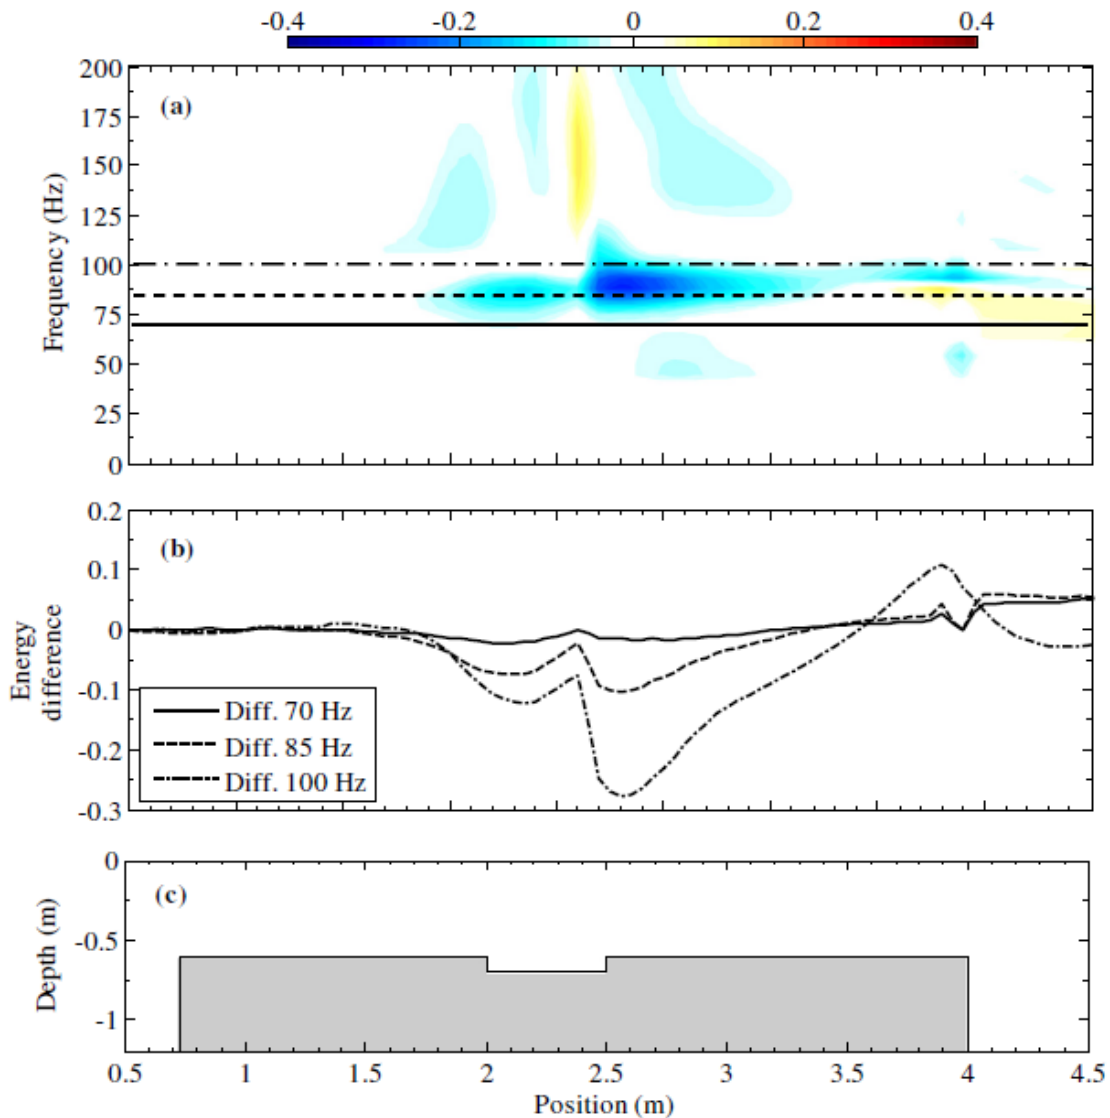 -0.4 -0.2 0 0.2 0.4
200
(a)
175
150
125
100
75
50
25
0
Frequency (Hz)
0.2
(b)
0.1
0
-0.1
-0.2
-0.3
Energy
difference
Diff. 70 Hz
Diff. 85 Hz
Diff. 100 Hz
0
(c)
-0.5
-1
Depth (m)
0.5 1 1.5 2 2.5 3 3.5 4 4.5
Position (m)